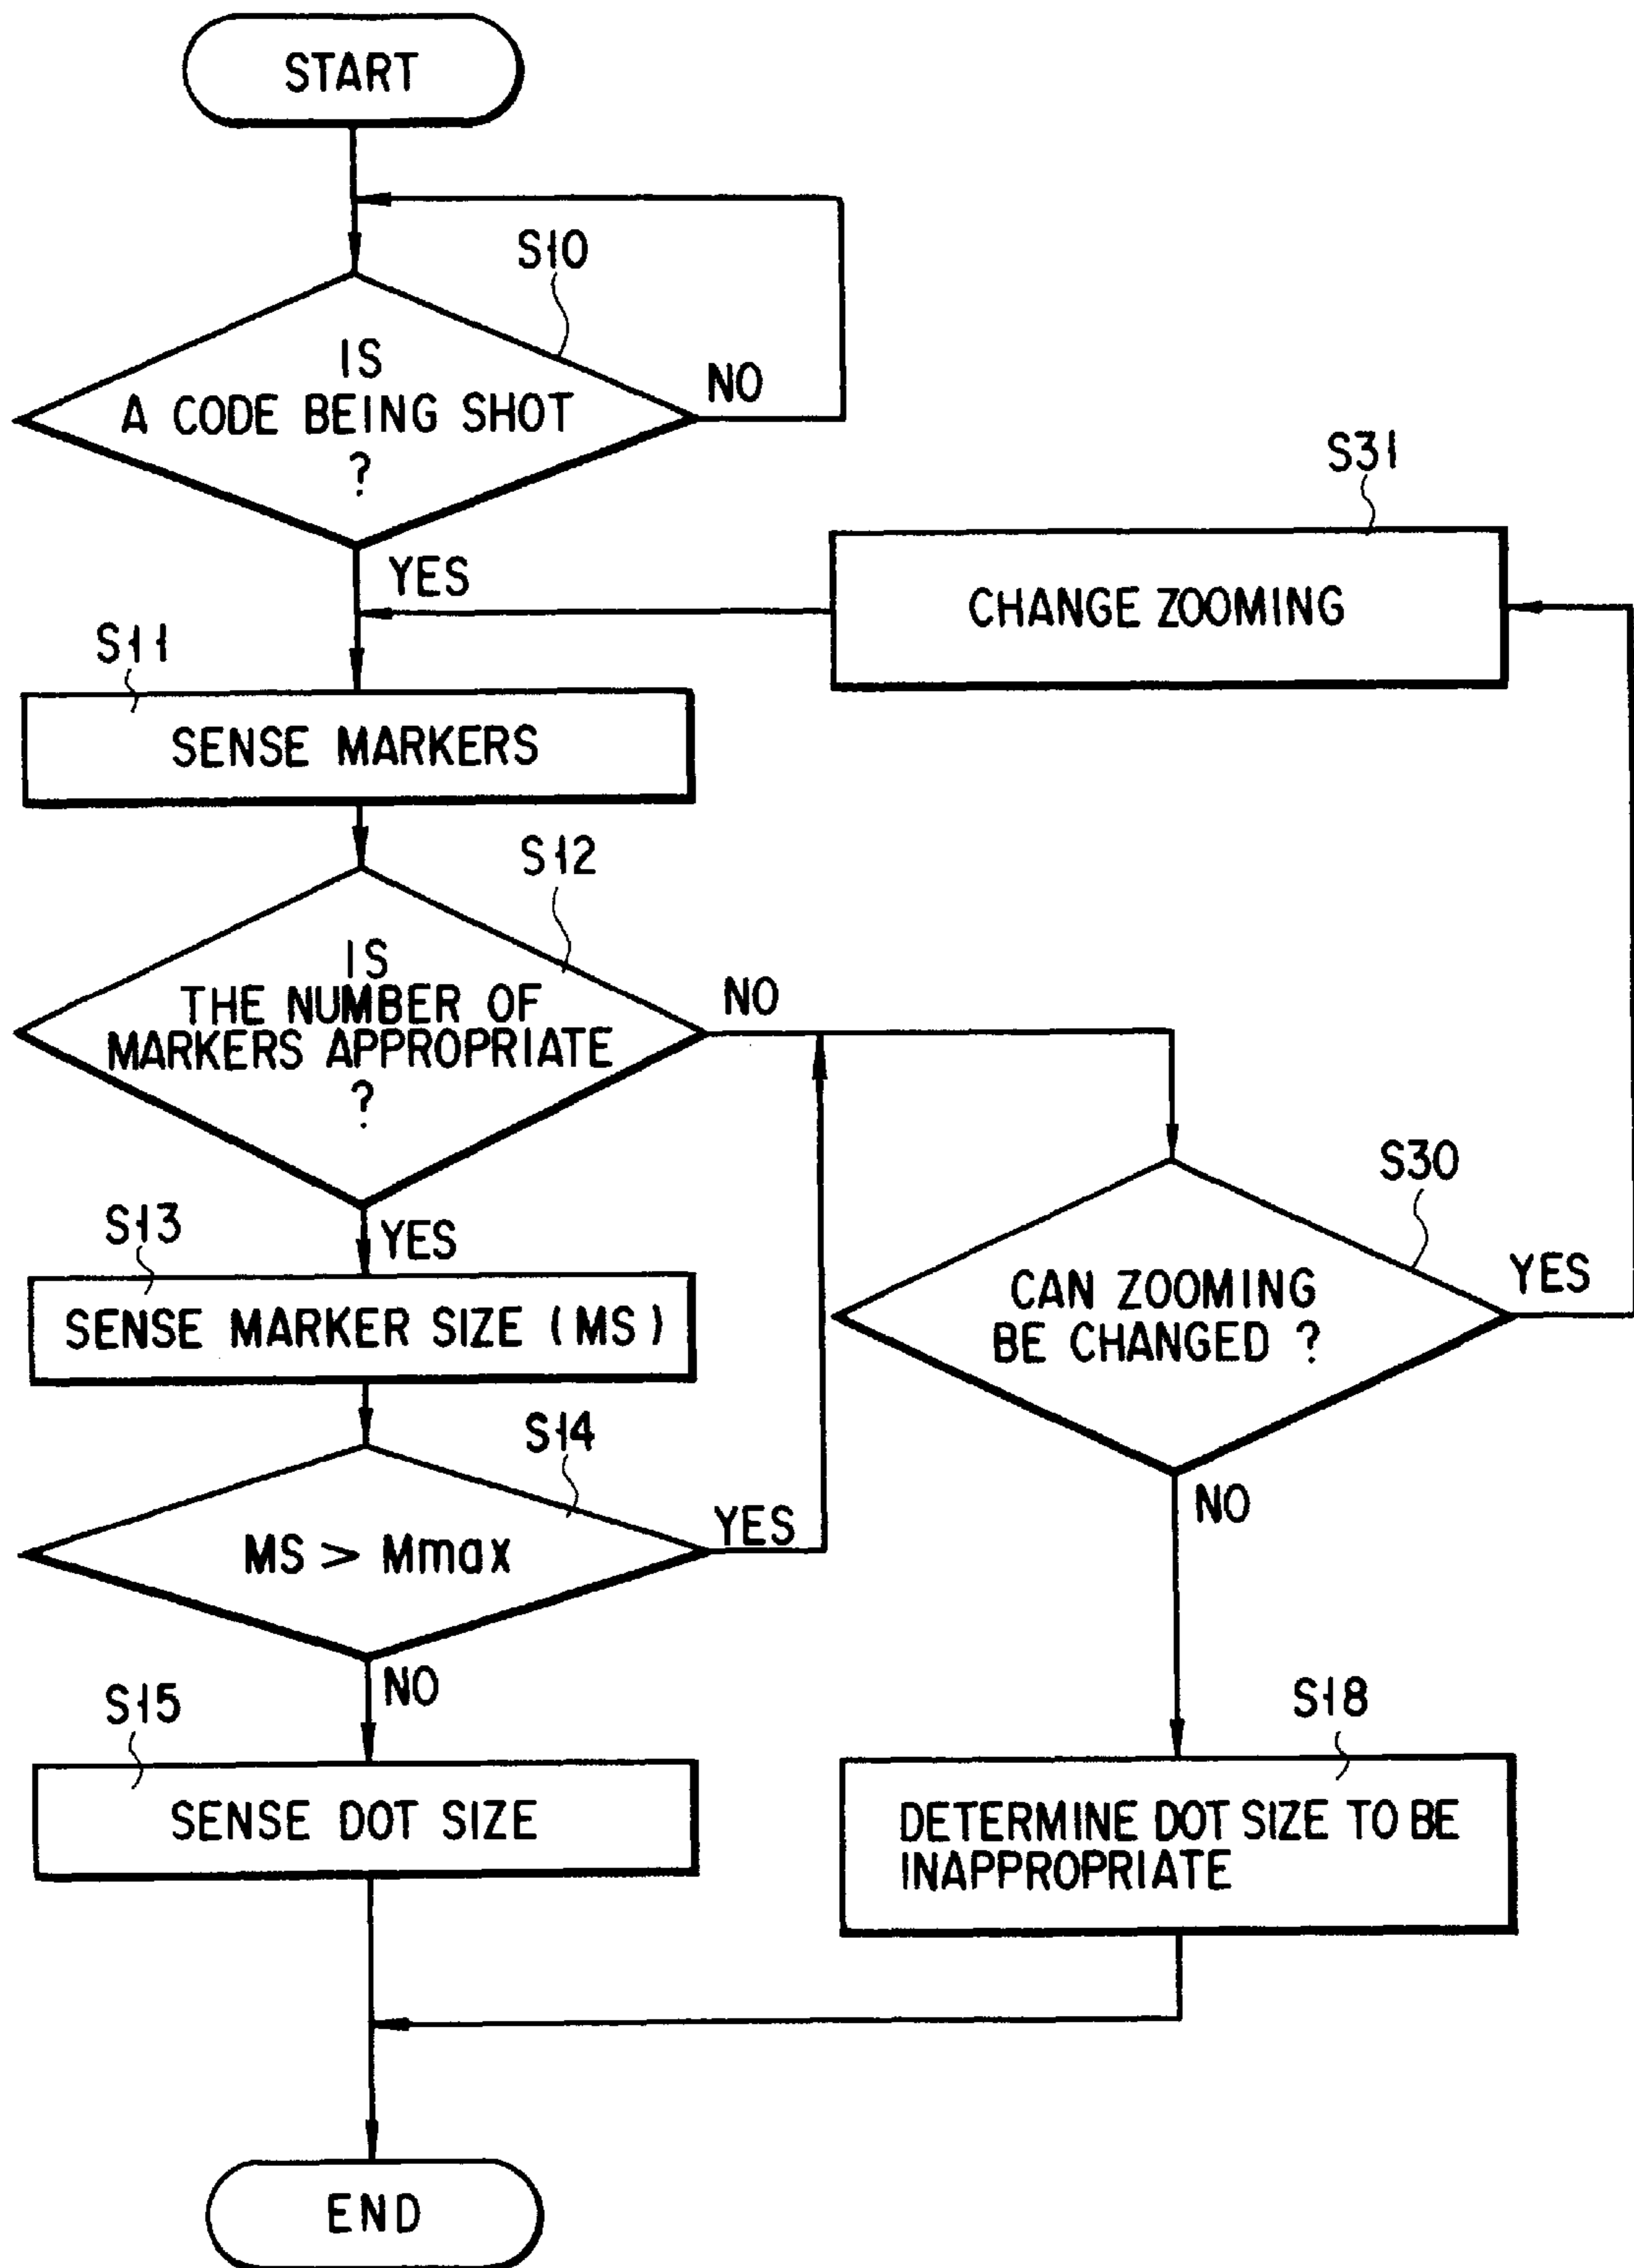 START
S10
IS
A CODE BEING SHOT
?
NO
YES
S31
CHANGE ZOOMING
S11
SENSE MARKERS
S12
IS
THE NUMBER OF
MARKERS APPROPRIATE
?
NO
YES
S13
SENSE MARKER SIZE (MS)
S30
CAN ZOOMING
BE CHANGED ?
YES
NO
S14
MS > Mmax
YES
NO
S15
SENSE DOT SIZE
S18
DETERMINE DOT SIZE TO BE
INAPPROPRIATE
END